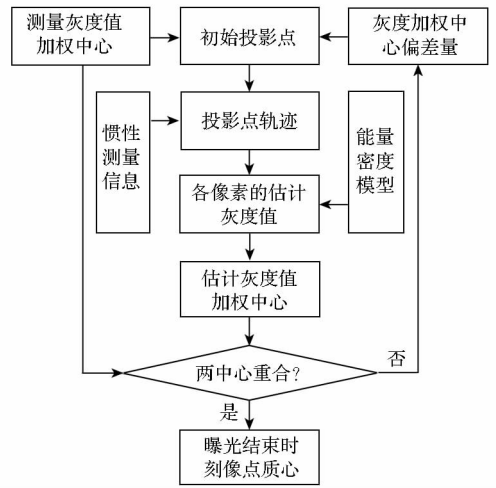 测量灰度值
加权中心
初始投影点
灰度加权中
心偏差量
惯性
测量
信息
投影点轨迹
能量
密度
模型
各像素的估计
灰度值
估计灰度值
加权中心
两中心重合?
否
是
曝光结束时
刻像点质心